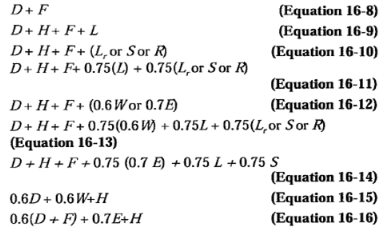 D + F (Equation 16-8)
D + H + F + L (Equation 16-9)
D + H + F + (Lr or S or R) (Equation 16-10)
D + H + F+ 0.75(L) + 0.75(Lr or S or R)
(Equation 16-11)
D + H + F + (0.6W or 0.7E) (Equation 16-12)
D + H + F + 0.75(0.6W) + 0.75L + 0.75(Lr or S or R)
(Equation 16-13)
D + H + F + 0.75 (0.7 E) + 0.75 L + 0.75 S
(Equation 16-14)
0.6D + 0.6W+H (Equation 16-15)
0.6(D + F) + 0.7E+H (Equation 16-16)